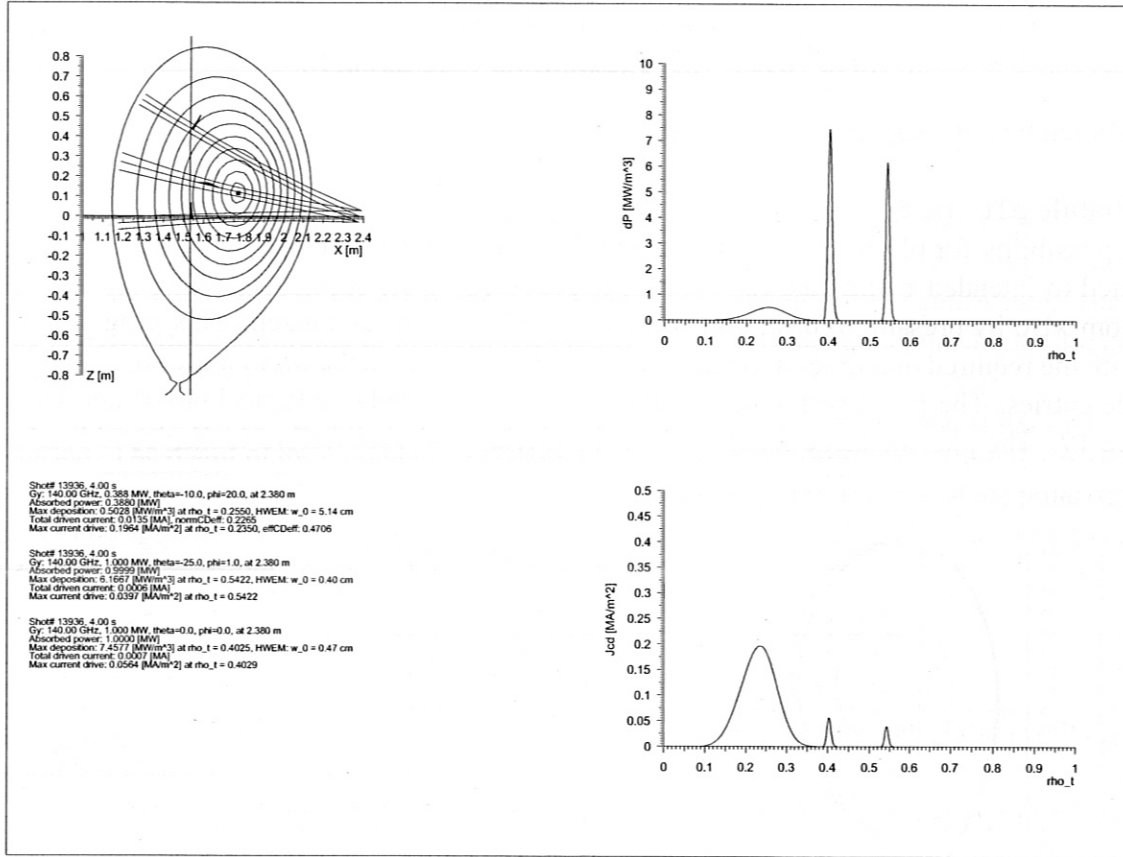 0.8
0.7
0.6
0.5
0.4
0.3
0.2
0.1
0
-0.1
1 1.1 1.2 1.3 1.4 1.5 1.6 1.7 1.8 1.9 2 2.1 2.2 2.3 2.4
X [m]
-0.2
-0.3
-0.4
-0.5
-0.6
-0.7
-0.8 Z [m]
10
9
8
7
6
5
4
3
2
1
0
dP [MW/m^3]
0 0.1 0.2 0.3 0.4 0.5 0.6 0.7 0.8 0.9 1
rho_t
Shot# 13936, 4.00 s
Gy: 140.00 GHz, 0.388 MW, theta=-10.0, phi=20.0, at 2.380 m
Absorbed power: 0.3880 [MW]
Max deposition: 0.5028 [MW/m^3] at rho_t = 0.2550, HWEM: w_0 = 5.14 cm
Total driven current: 0.0135 [MA], normCDeff: 0.2265
Max current drive: 0.1964 [MA/m^2] at rho_t = 0.2350, effCDeff: 0.4706
Shot# 13936, 4.00 s
Gy: 140.00 GHz, 1.000 MW, theta=-25.0, phi=1.0, at 2.380 m
Absorbed power: 0.9999 [MW]
Max deposition: 6.1667 [MW/m^3] at rho_t = 0.5422, HWEM: w_0 = 0.40 cm
Total driven current: 0.0006 [MA]
Max current drive: 0.0397 [MA/m^2] at rho_t = 0.5422
Shot# 13936, 4.00 s
Gy: 140.00 GHz, 1.000 MW, theta=0.0, phi=0.0, at 2.380 m
Absorbed power: 1.0000 [MW]
Max deposition: 7.4577 [MW/m^3] at rho_t = 0.4025, HWEM: w_0 = 0.47 cm
Total driven current: 0.0007 [MA]
Max current drive: 0.0564 [MA/m^2] at rho_t = 0.4029
0.5
0.45
0.4
0.35
0.3
0.25
0.2
0.15
0.1
0.05
0
Jcd [MA/m^2]
0 0.1 0.2 0.3 0.4 0.5 0.6 0.7 0.8 0.9 1
rho_t